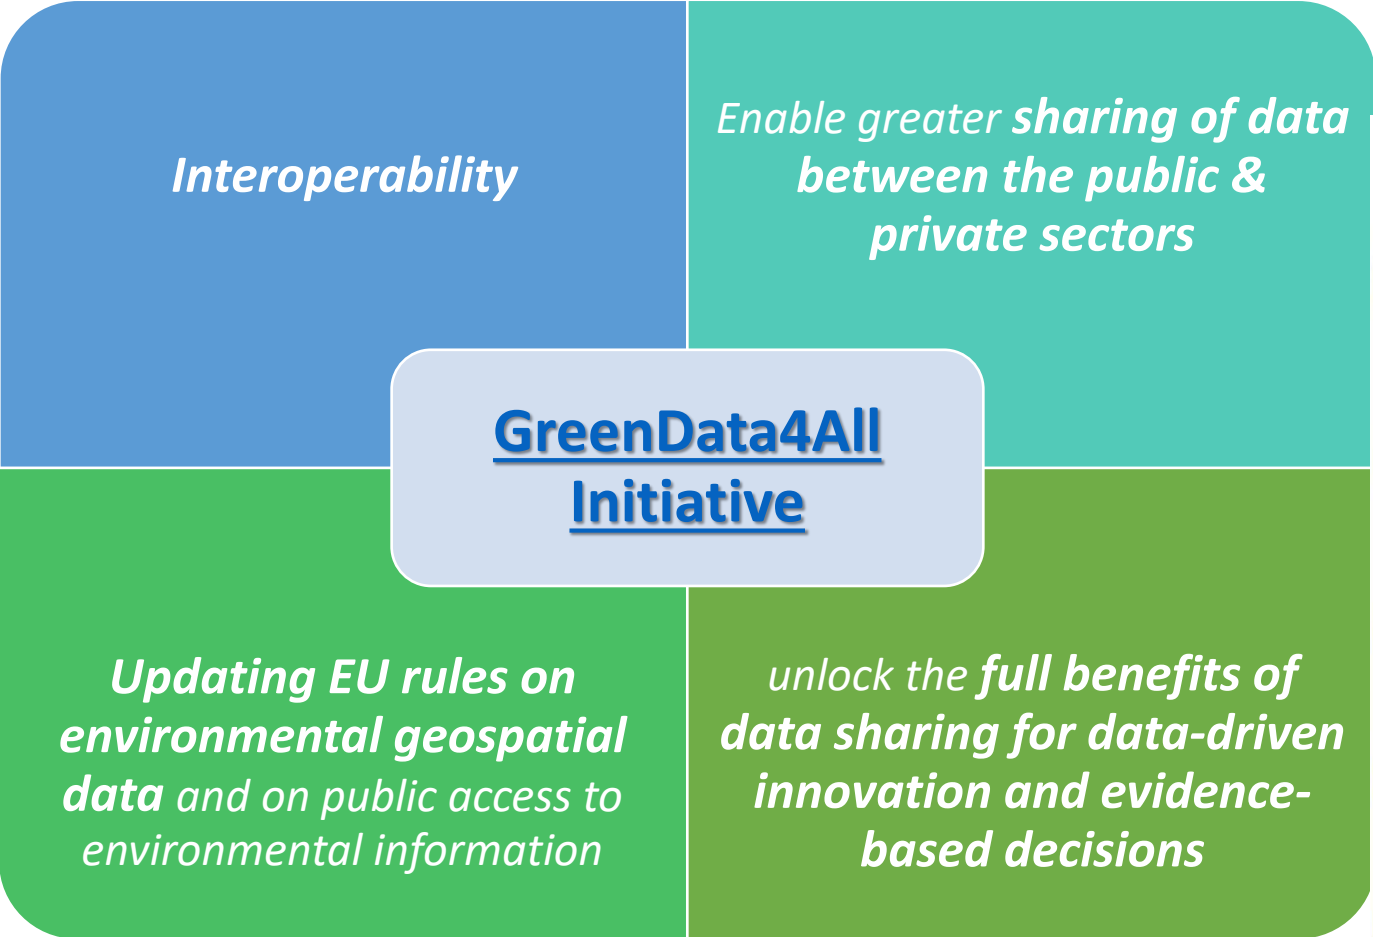 Interoperability
Enable greater sharing of data
between the public &
private sectors
GreenData4All
Initiative
Updating EU rules on
environmental geospatial
data and on public access to
environmental information
unlock the full benefits of
data sharing for data-driven
innovation and evidence-
based decisions